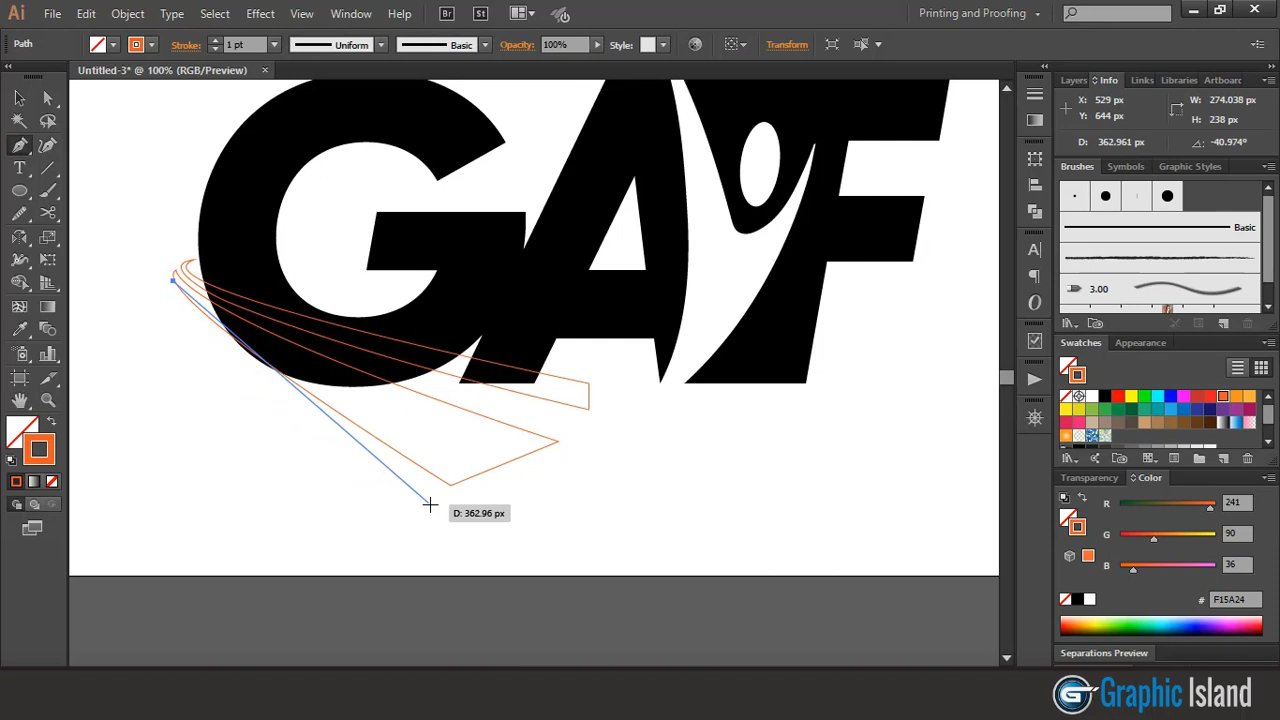 Ai File Edit Object Type Select Effect View Window Help Br St Printing and Proofing
Path Stroke: 1 pt Uniform Basic Opacity: 100% Style: Transform
Untitled-3* @ 100% (RGB/Preview) ×
Layers Info Links Libraries Artboar
X: 529 px W: 274.038 px
Y: 644 px H: 238 px
D: 362.961 px -40.974°
Brushes Symbols Graphic Styles
Basic
3.00
Swatches Appearance
GAF
D: 362.96 px
Transparency Color
R 241
G 90
B 36
# F15A24
Separations Preview
Graphic Island